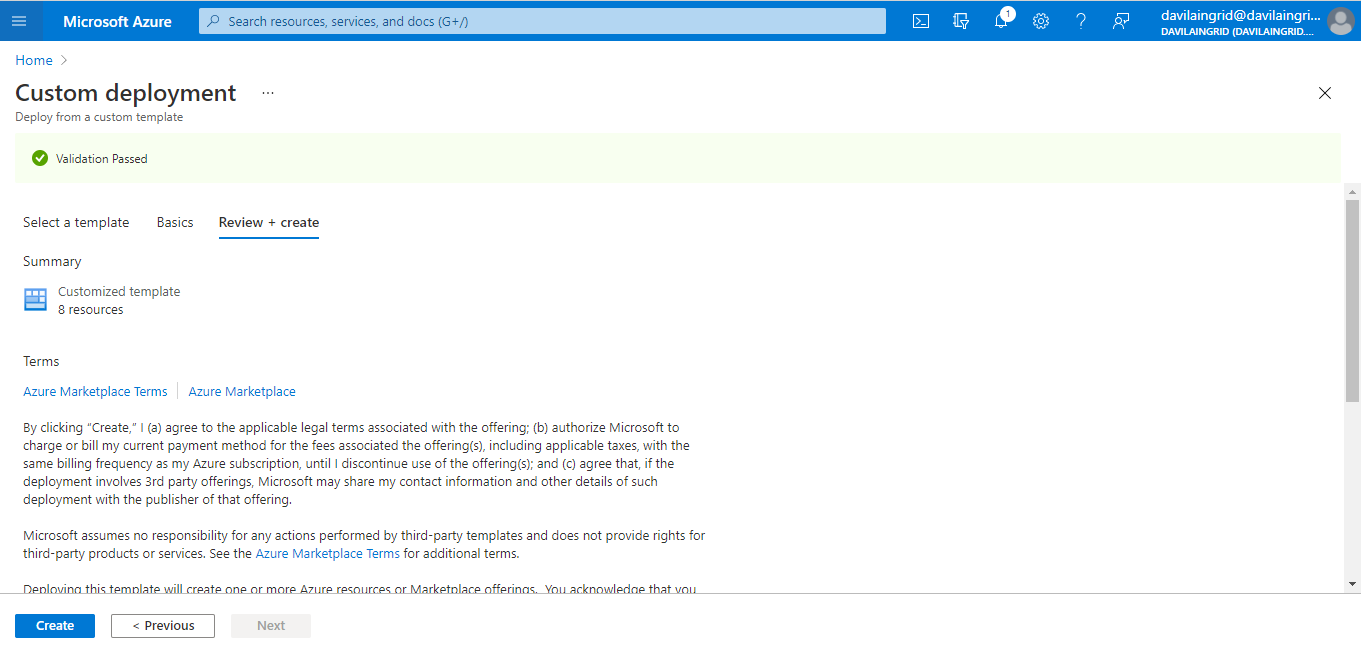 Microsoft Azure
Search resources, services, and docs (G+/)
1
davilaingrid@davilaingri...
DAVILAINGRID (DAVILAINGRID....
Home
Custom deployment
...
Deploy from a custom template
Validation Passed
Select a template
Basics
Review + create
Summary
Customized template
8 resources
Terms
Azure Marketplace Terms
Azure Marketplace
By clicking “Create,” I (a) agree to the applicable legal terms associated with the offering; (b) authorize Microsoft to
charge or bill my current payment method for the fees associated the offering(s), including applicable taxes, with the
same billing frequency as my Azure subscription, until I discontinue use of the offering(s); and (c) agree that, if the
deployment involves 3rd party offerings, Microsoft may share my contact information and other details of such
deployment with the publisher of that offering.
Microsoft assumes no responsibility for any actions performed by third-party templates and does not provide rights for
third-party products or services. See the Azure Marketplace Terms for additional terms.
Deploying this template will create one or more Azure resources or Marketplace offerings. You acknowledge that you
Create
< Previous
Next